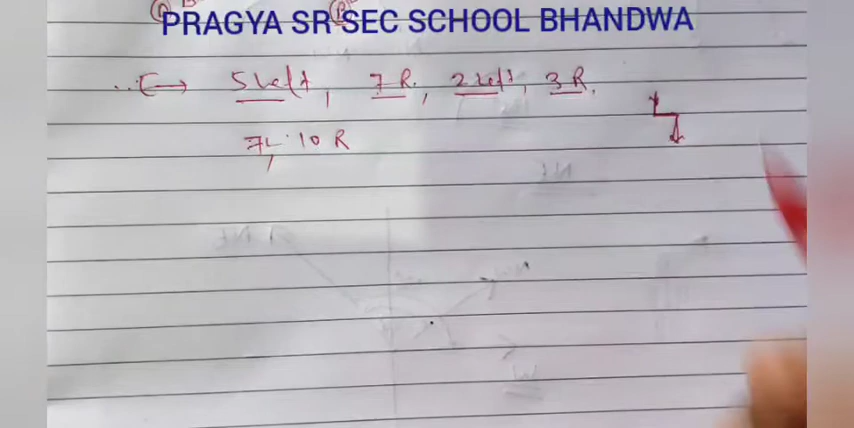 PRAGYA SR SEC SCHOOL BHANDWA
5 Left, 7 R, 2 Left, 3 R.
7L 10 R